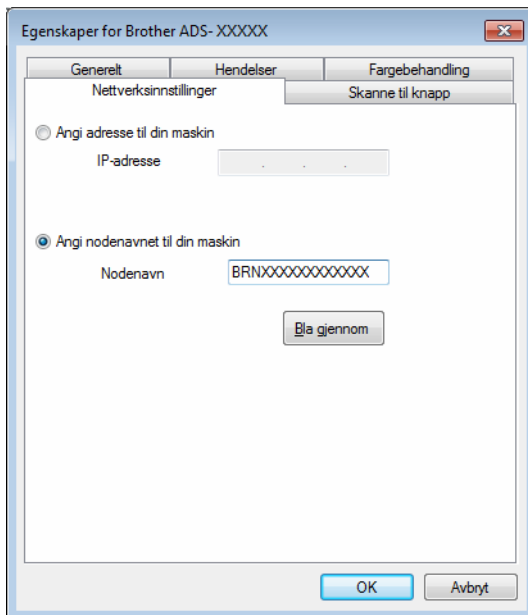 Egenskaper for Brother ADS- XXXXX
Generelt Hendelser Fargebehandling
Nettverksinnstillinger Skanne til knapp
Angi adresse til din maskin
IP-adresse . . .
Angi nodenavnet til din maskin
Nodenavn BRNXXXXXXXXXXXX
Bla gjennom
OK Avbryt